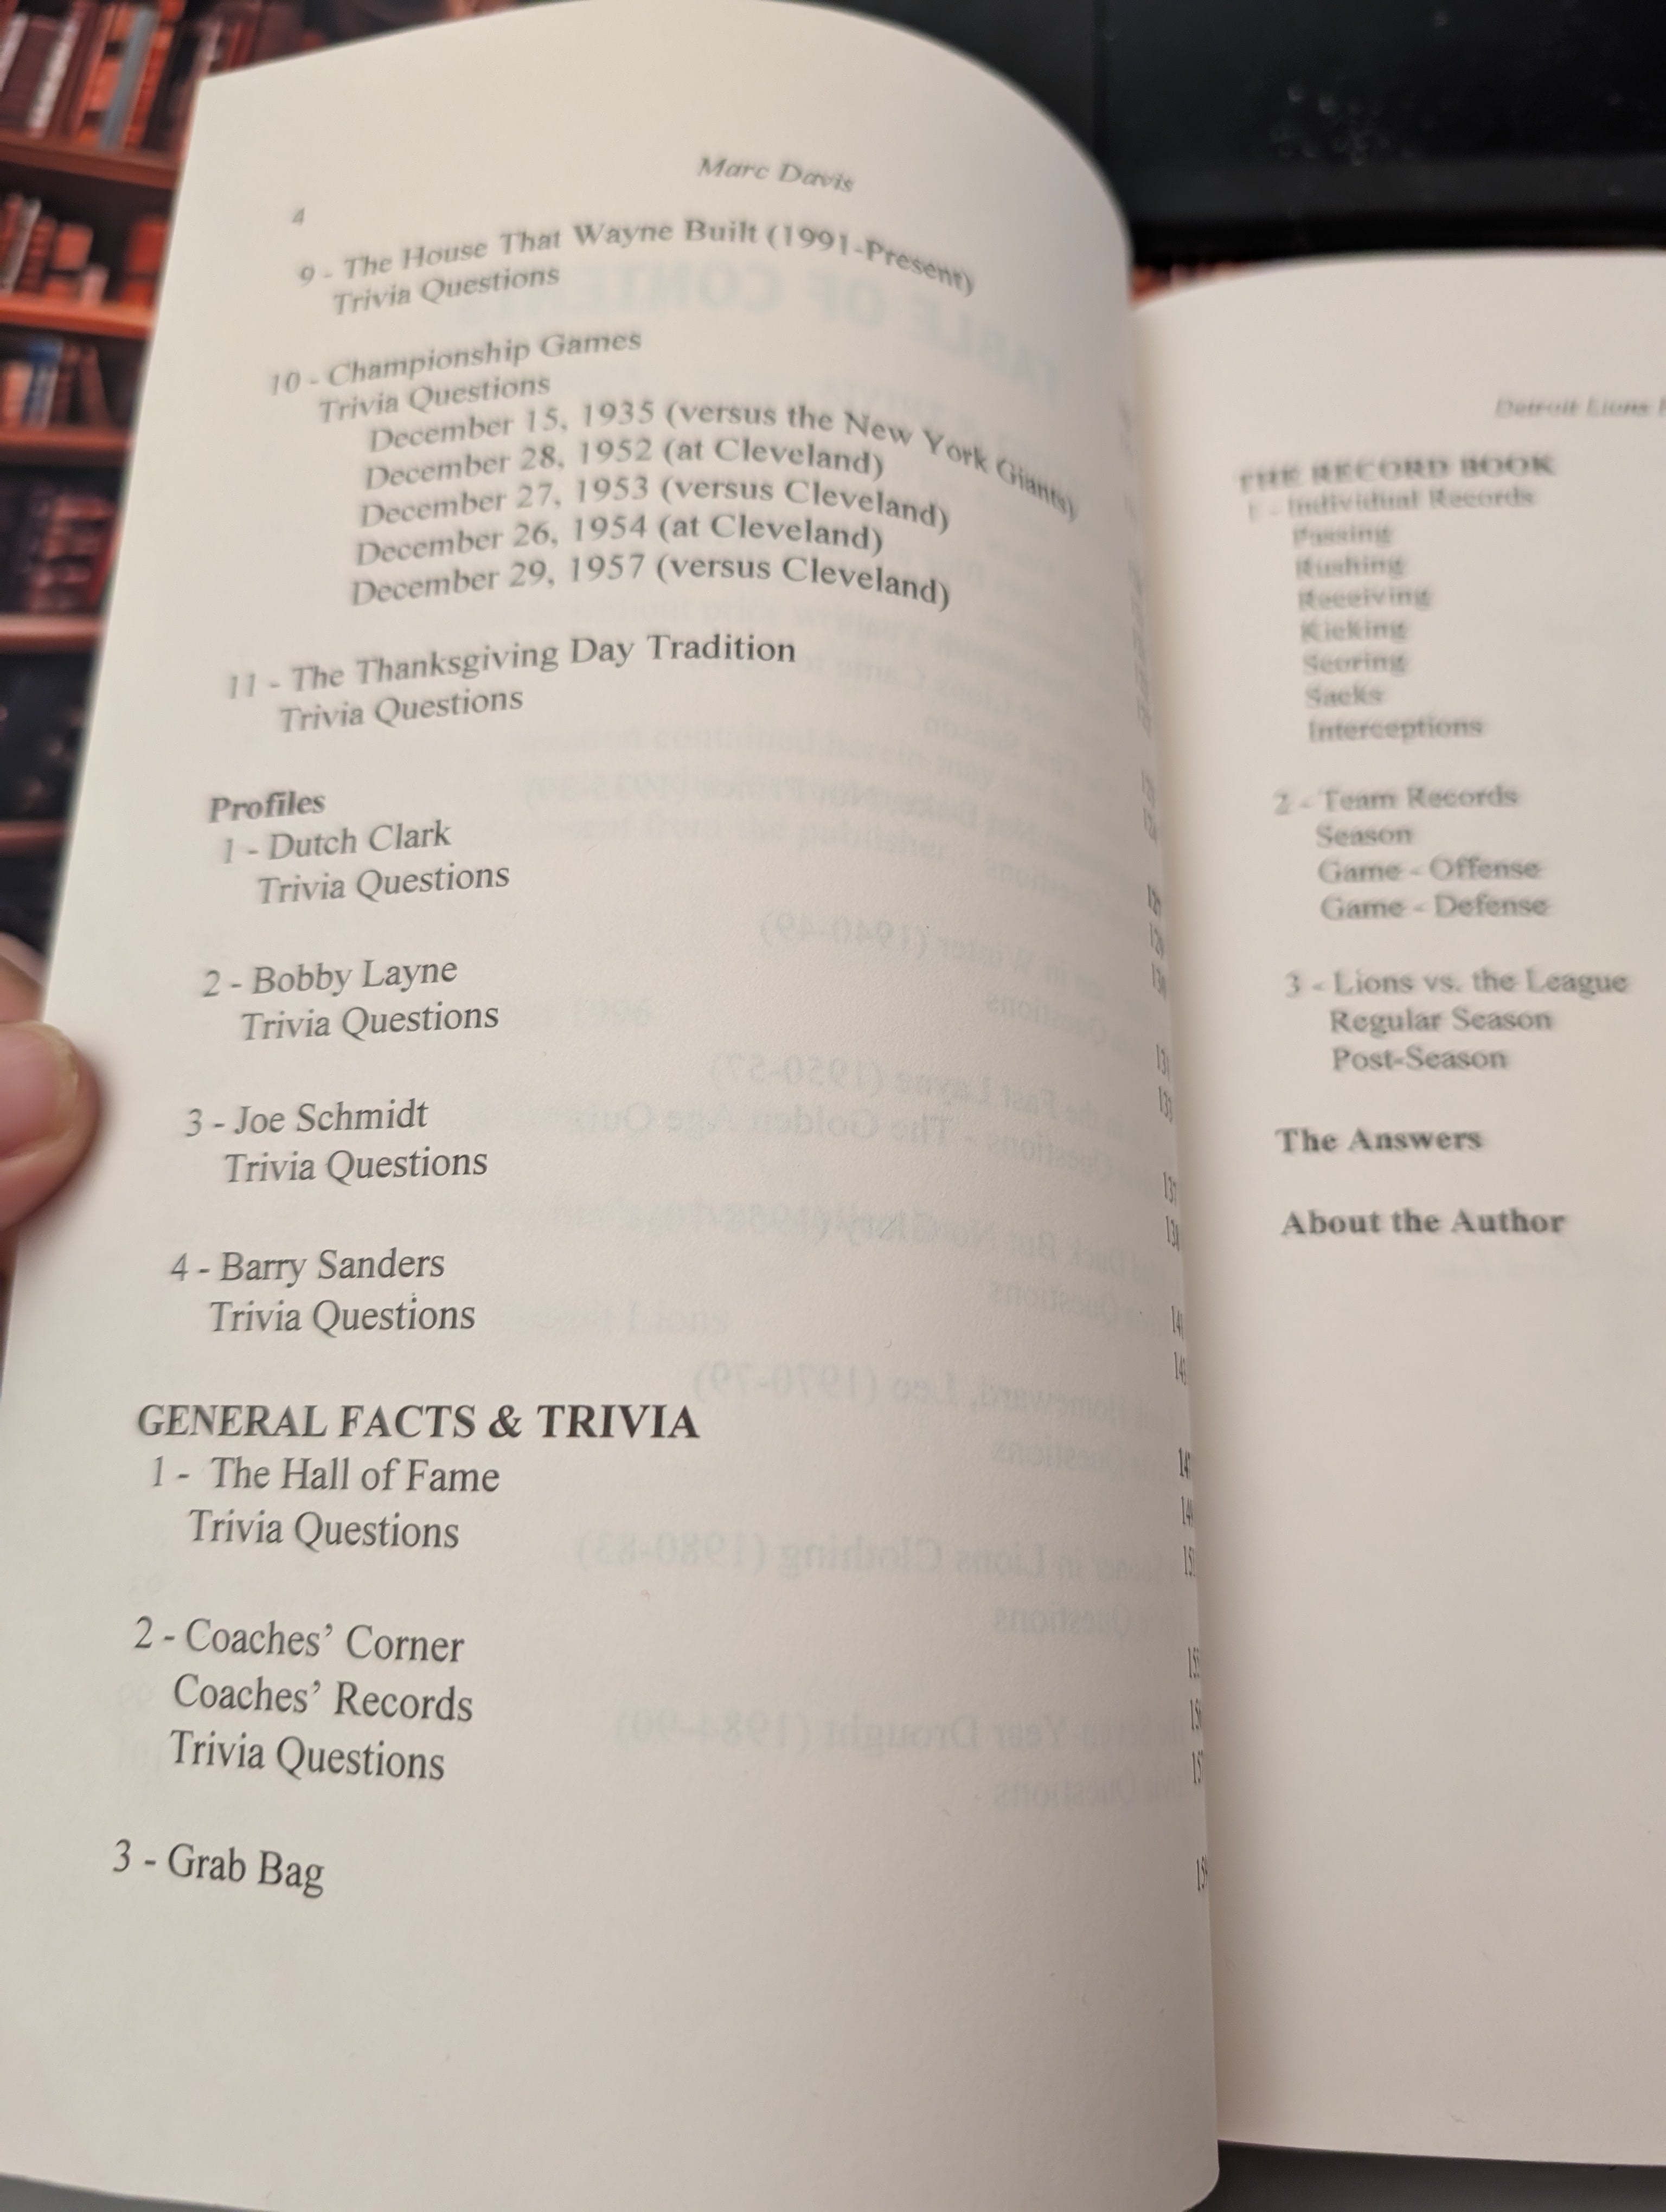 Marc Davis
4
9 - The House That Wayne Built (1991-Present)
Trivia Questions
10 - Championship Games
Trivia Questions
December 15, 1935 (versus the New York Giants)
December 28, 1952 (at Cleveland)
December 27, 1953 (versus Cleveland)
December 26, 1954 (at Cleveland)
December 29, 1957 (versus Cleveland)
11 - The Thanksgiving Day Tradition
Trivia Questions
Profiles
1 - Dutch Clark
Trivia Questions
2 - Bobby Layne
Trivia Questions
3 - Joe Schmidt
Trivia Questions
4 - Barry Sanders
Trivia Questions
GENERAL FACTS & TRIVIA
1 - The Hall of Fame
Trivia Questions
2 - Coaches’ Corner
Coaches’ Records
Trivia Questions
3 - Grab Bag
Detroit Lions
THE RECORD BOOK
1 - Individual Records
Passing
Rushing
Receiving
Kicking
Scoring
Sacks
Interceptions
2 - Team Records
Season
Game - Offense
Game - Defense
3 - Lions vs. the League
Regular Season
Post-Season
The Answers
About the Author